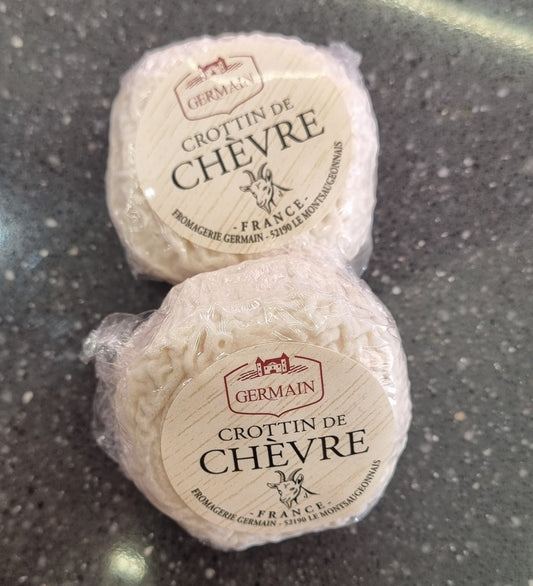 GERMAIN
CROTTIN DE
CHÈVRE
- FRANCE -
FROMAGERIE GERMAIN - 52190 LE MONTSAUGEONNAIS
GERMAIN
CROTTIN DE
CHÈVRE
- FRANCE -
FROMAGERIE GERMAIN - 52190 LE MONTSAUGEONNAIS